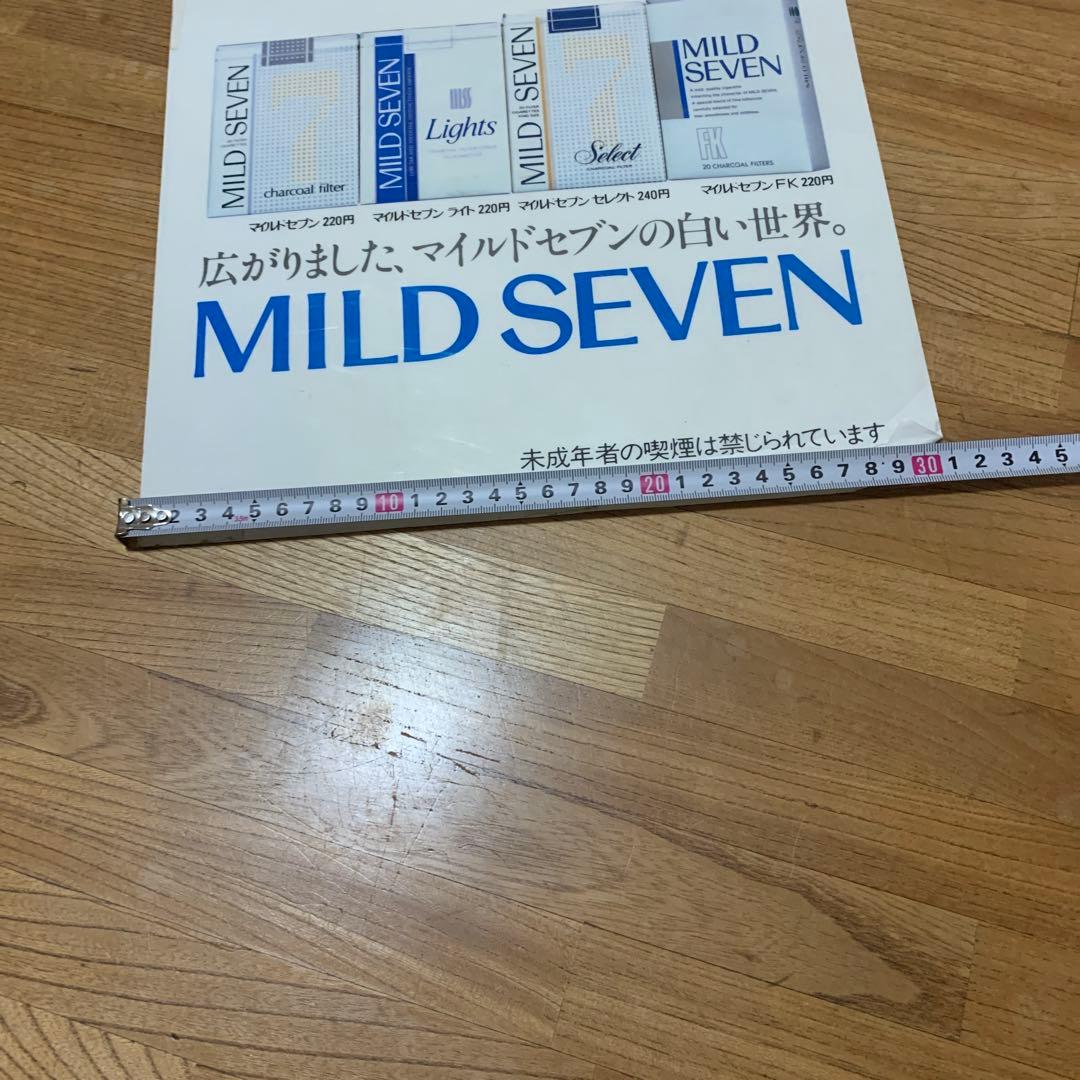 MILD SEVEN
charcoal filter
MILD SEVEN
Lights
MILD SEVEN
Select
CHARCOAL FILTER
MILD
SEVEN
FK
20 CHARCOAL FILTERS
MILD SEVEN
マイルドセブン 220円
マイルドセブン ライト 220円
マイルドセブン セレクト 240円
マイルドセブン FK 220円
広がりました、マイルドセブンの白い世界。
MILD SEVEN
未成年者の喫煙は禁じられています
2 3 4 5 6 7 8 9 10 1 2 3 4 5 6 7 8 9 20 1 2 3 4 5 6 7 8 9 30 1 2 3 4 5
3.5m